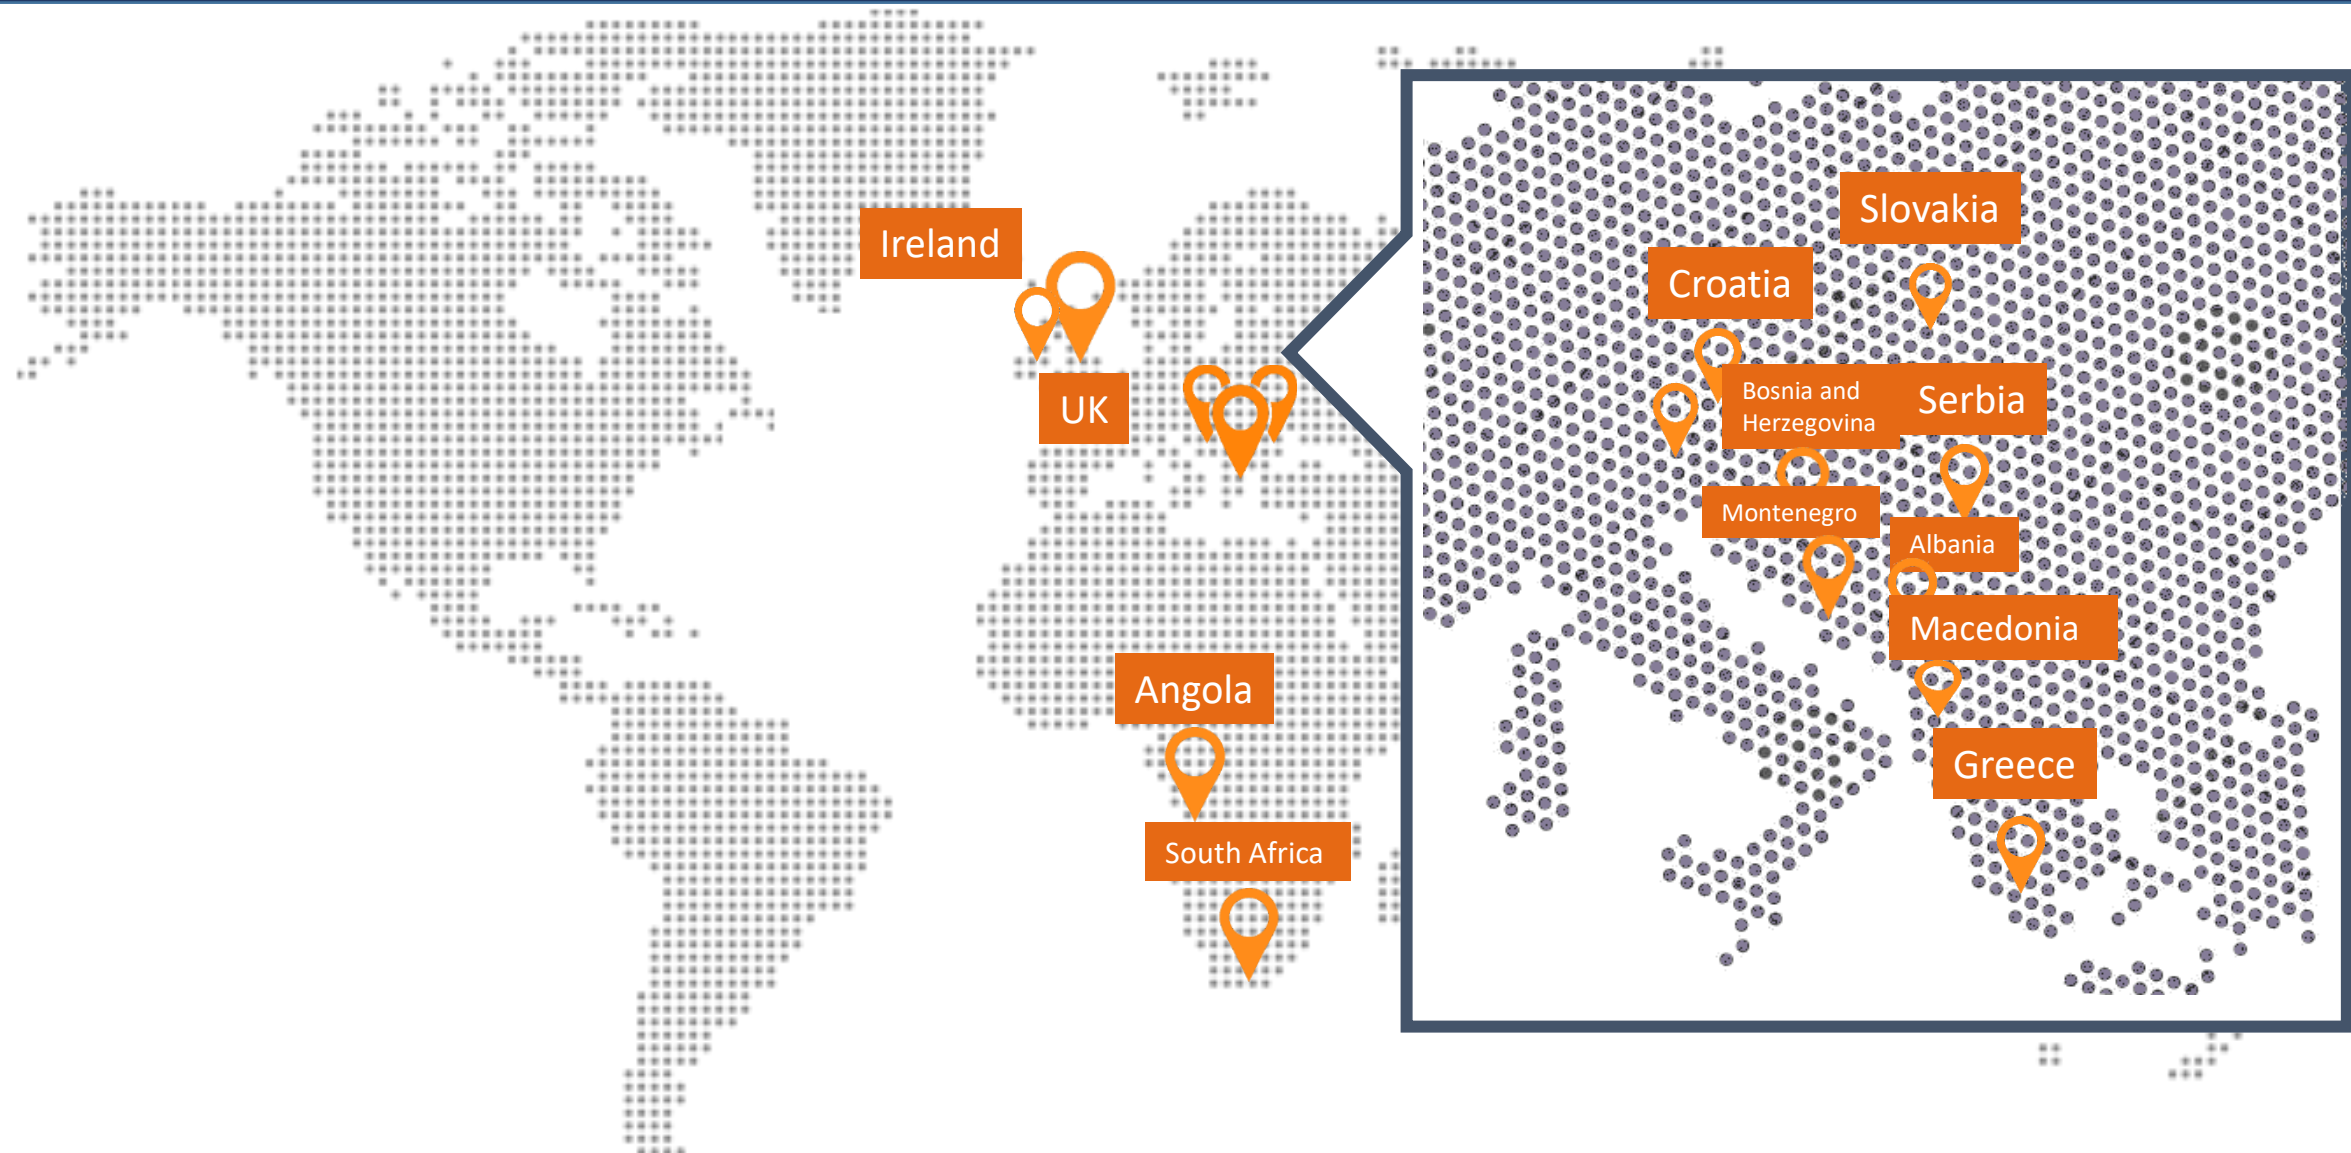 Ireland
UK
Angola
South Africa
Slovakia
Croatia
Bosnia and
Herzegovina
Serbia
Montenegro
Albania
Macedonia
Greece